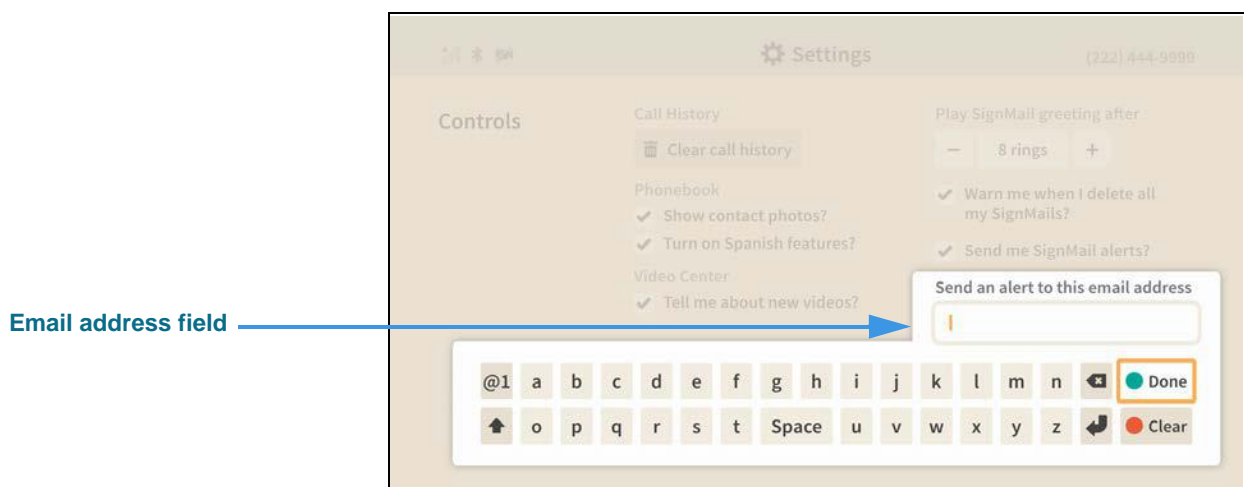 Settings
(222) 444-9999
Controls
Call History
Clear call history
Phonebook
Show contact photos?
Turn on Spanish features?
Video Center
Tell me about new videos?
Play SignMail greeting after
− 8 rings +
Warn me when I delete all
my SignMails?
Send me SignMail alerts?
Send an alert to this email address
Email address field
@1 a b c d e f g h i j k l m n Done
o p q r s t Space u v w x y z Clear